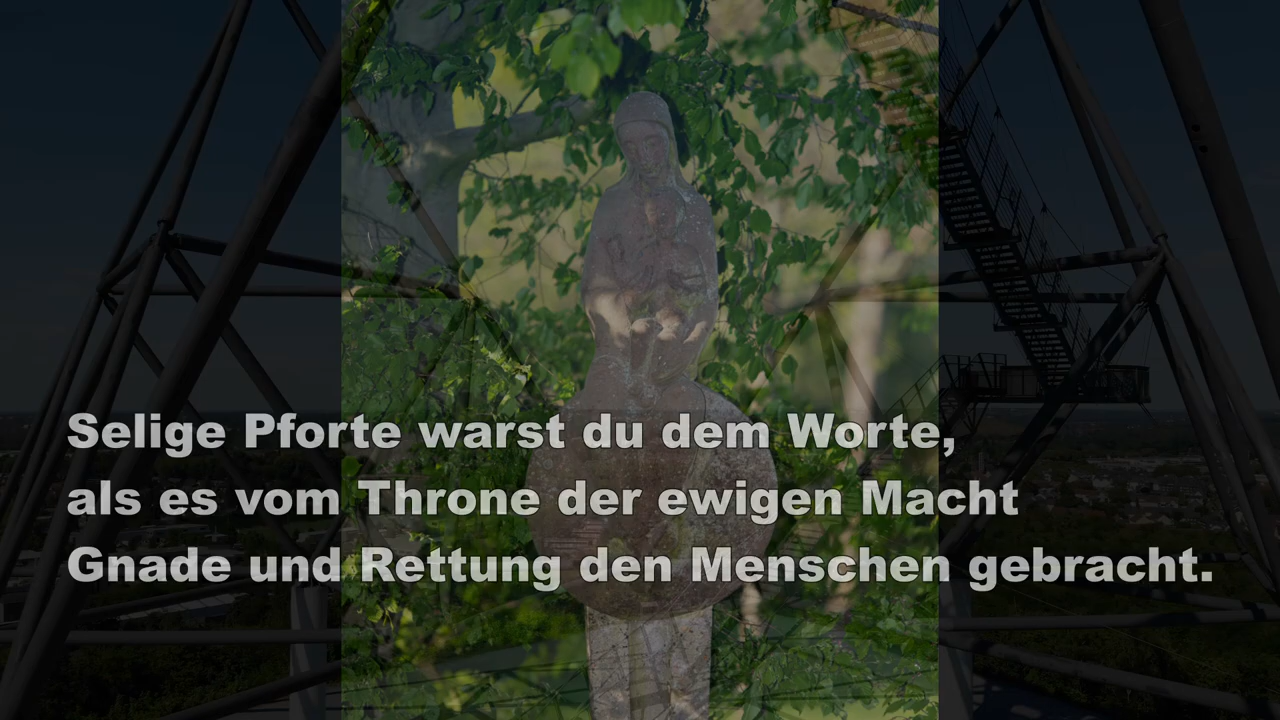 Selige Pforte warst du dem Worte,
als es vom Throne der ewigen Macht
Gnade und Rettung den Menschen gebracht.